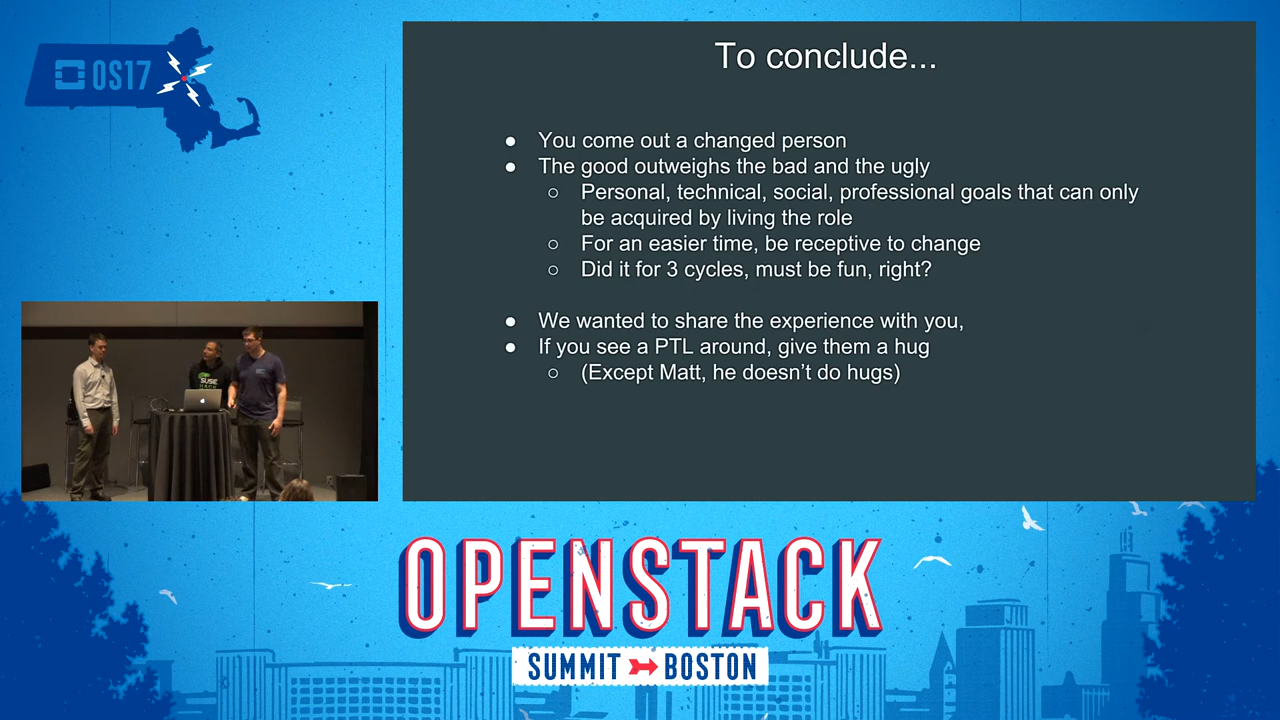 OS17
To conclude...
● You come out a changed person
● The good outweighs the bad and the ugly
○ Personal, technical, social, professional goals that can only
be acquired by living the role
○ For an easier time, be receptive to change
○ Did it for 3 cycles, must be fun, right?
● We wanted to share the experience with you,
● If you see a PTL around, give them a hug
○ (Except Matt, he doesn't do hugs)
SUSE
OPENSTACK
SUMMIT BOSTON